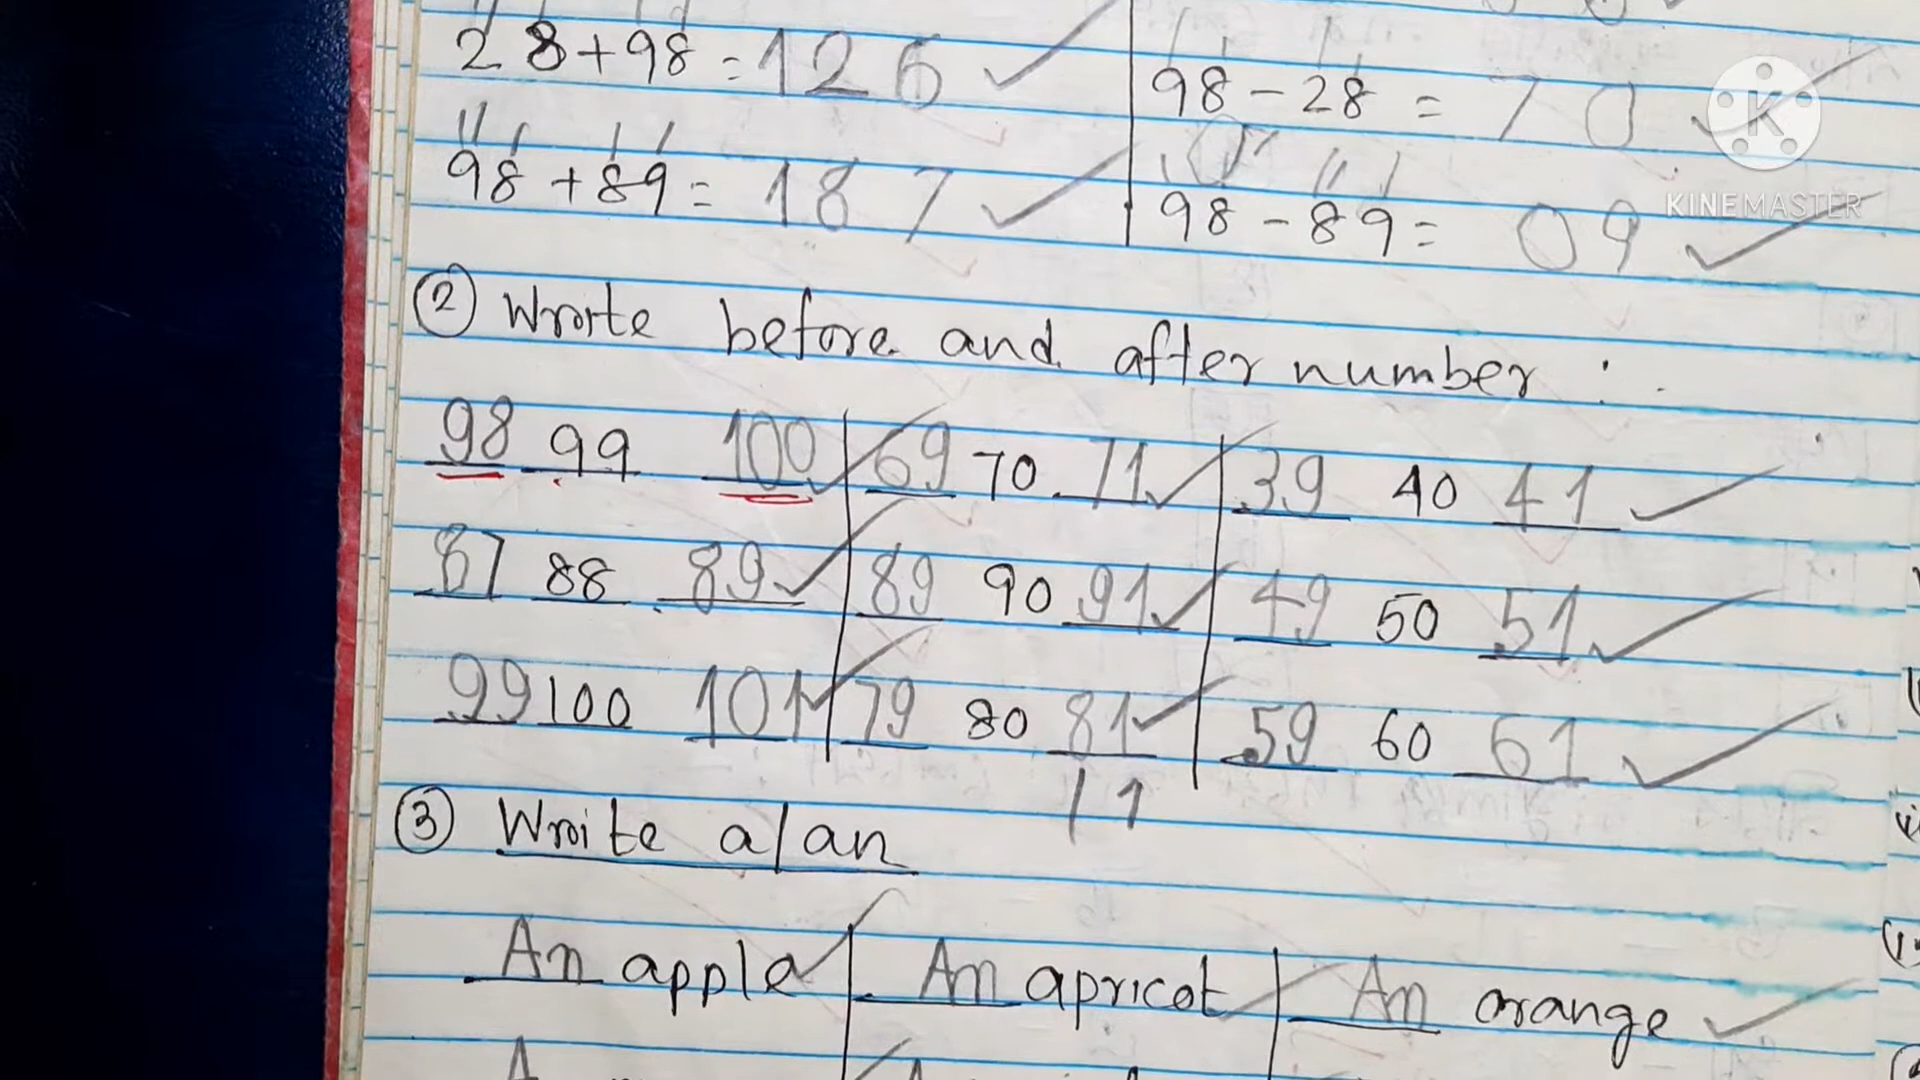 28+98=126 98-28=70
98+89=187 98-89=09
KINEMASTER
② Write before and after number:
98 99 100 69 70 71 39 40 41
87 88 89 89 90 91 49 50 51
99 100 101 79 80 81 59 60 61
11
③ Write a/an
An apple An apricot An orange